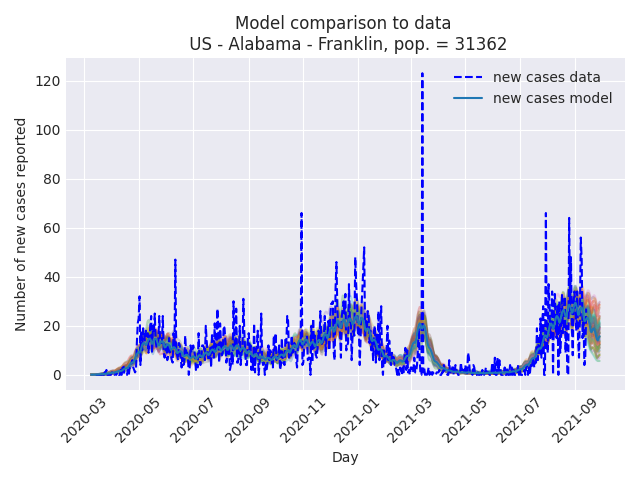 Model comparison to data
US - Alabama - Franklin, pop. = 31362
new cases data
new cases model
Number of new cases reported
120
100
80
60
40
20
0
2020-03
2020-05
2020-07
2020-09
2020-11
2021-01
2021-03
2021-05
2021-07
2021-09
Day